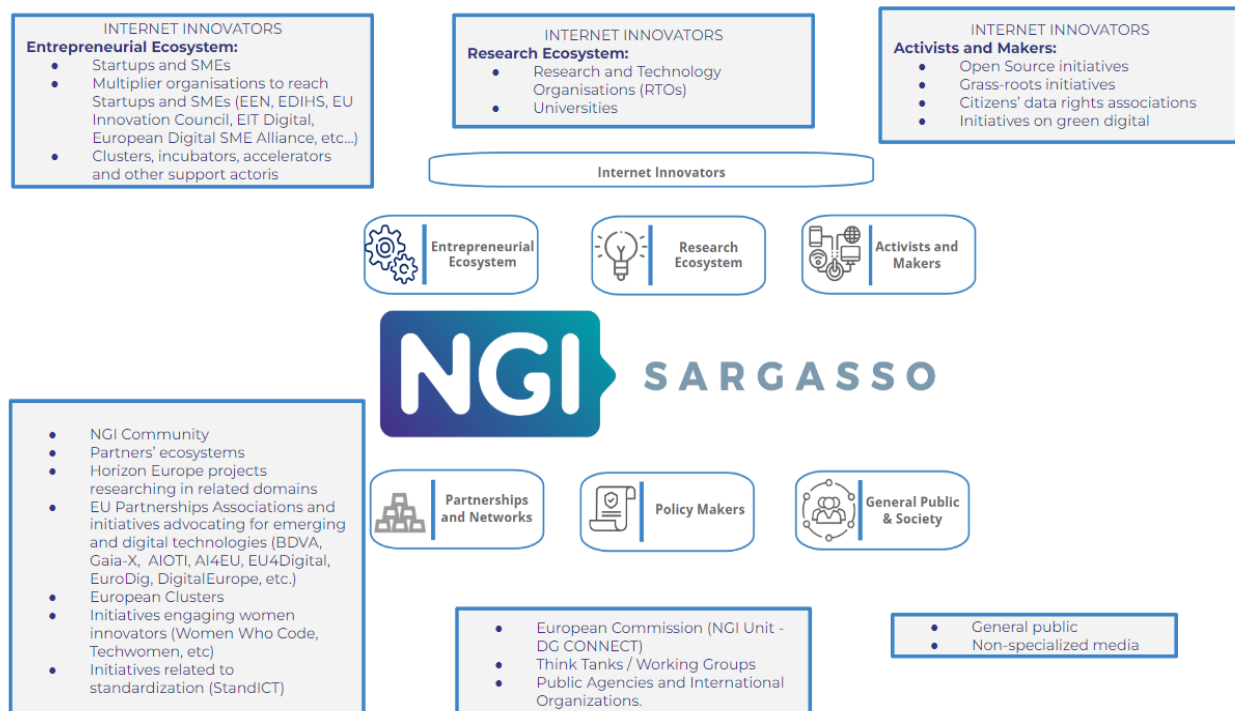 INTERNET INNOVATORS
Entrepreneurial Ecosystem:
● Startups and SMEs
● Multiplier organisations to reach
Startups and SMEs (EEN, EDIHS, EU
Innovation Council, EIT Digital,
European Digital SME Alliance, etc...)
● Clusters, incubators, accelerators
and other support actoris
INTERNET INNOVATORS
Research Ecosystem:
● Research and Technology
Organisations (RTOs)
● Universities
INTERNET INNOVATORS
Activists and Makers:
● Open Source initiatives
● Grass-roots initiatives
● Citizens' data rights associations
● Initiatives on green digital
Internet Innovators
Entrepreneurial
Ecosystem
Research
Ecosystem
Activists and
Makers
NGI SARGASSO
● NGI Community
● Partners' ecosystems
● Horizon Europe projects
researching in related domains
● EU Partnerships Associations and
initiatives advocating for emerging
and digital technologies (BDVA,
Gaia-X, AIOTI, AI4EU, EU4Digital,
EuroDig, DigitalEurope, etc.)
● European Clusters
● Initiatives engaging women
innovators (Women Who Code,
Techwomen, etc)
● Initiatives related to
standardization (StandICT)
Partnerships
and Networks
Policy Makers
General Public
& Society
● European Commission (NGI Unit -
DG CONNECT)
● Think Tanks / Working Groups
● Public Agencies and International
Organizations.
● General public
● Non-specialized media